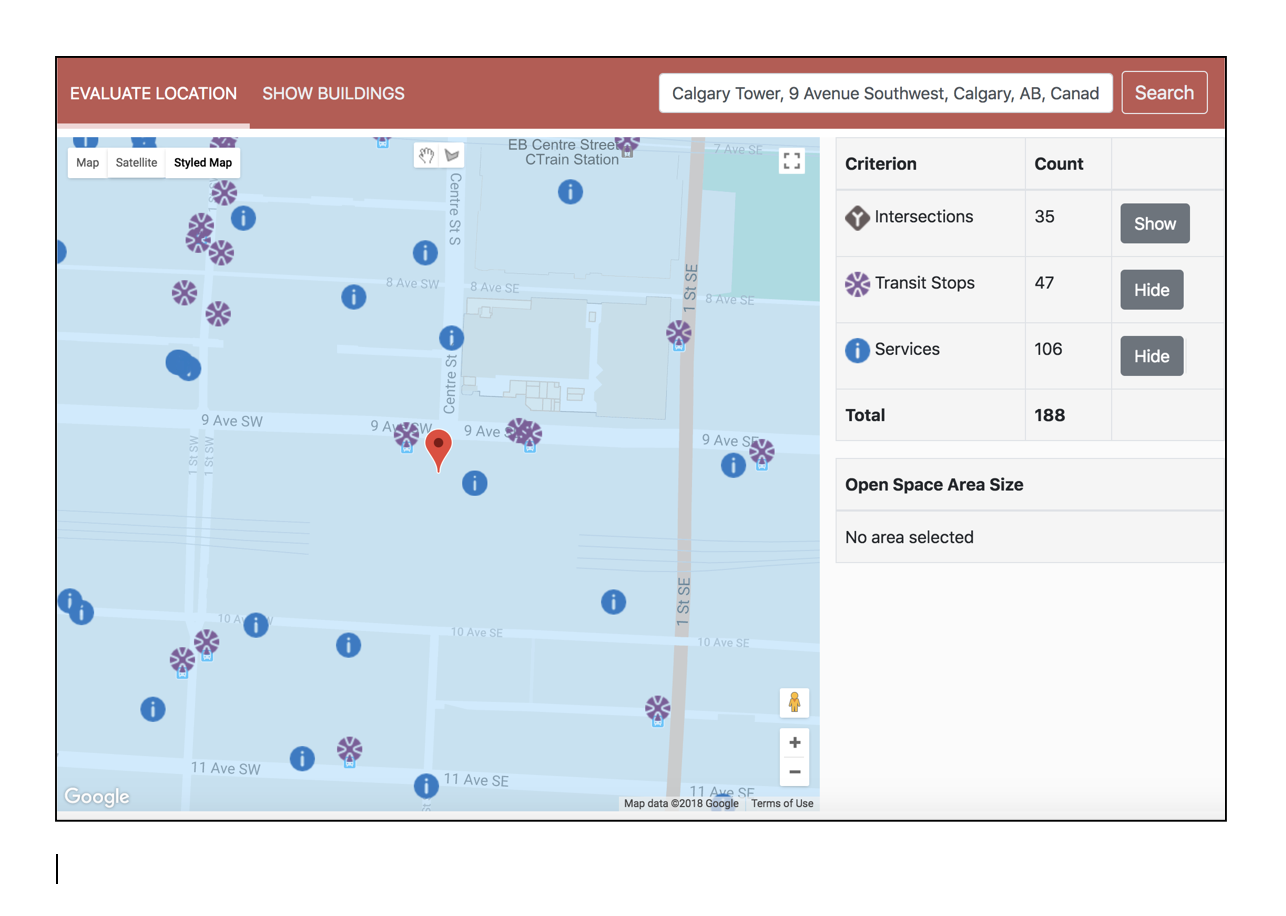 EVALUATE LOCATION SHOW BUILDINGS Calgary Tower, 9 Avenue Southwest, Calgary, AB, Canad Search
Map Satellite Styled Map
EB Centre Street
CTrain Station
7 Ave SE
Centre St S
8 Ave SW
8 Ave SE
1 St SE
8 Ave SE
Centre St
9 Ave SW
9 Ave SW
9 Ave
9 Ave SE
1 St SW
1 St SW
1 St SE
10 Ave SE
10 Ave SE
11 Ave SW
11 Ave SE
11 Ave SE
Google
Map data ©2018 Google Terms of Use
Criterion Count
Intersections 35 Show
Transit Stops 47 Hide
Services 106 Hide
Total 188
Open Space Area Size
No area selected